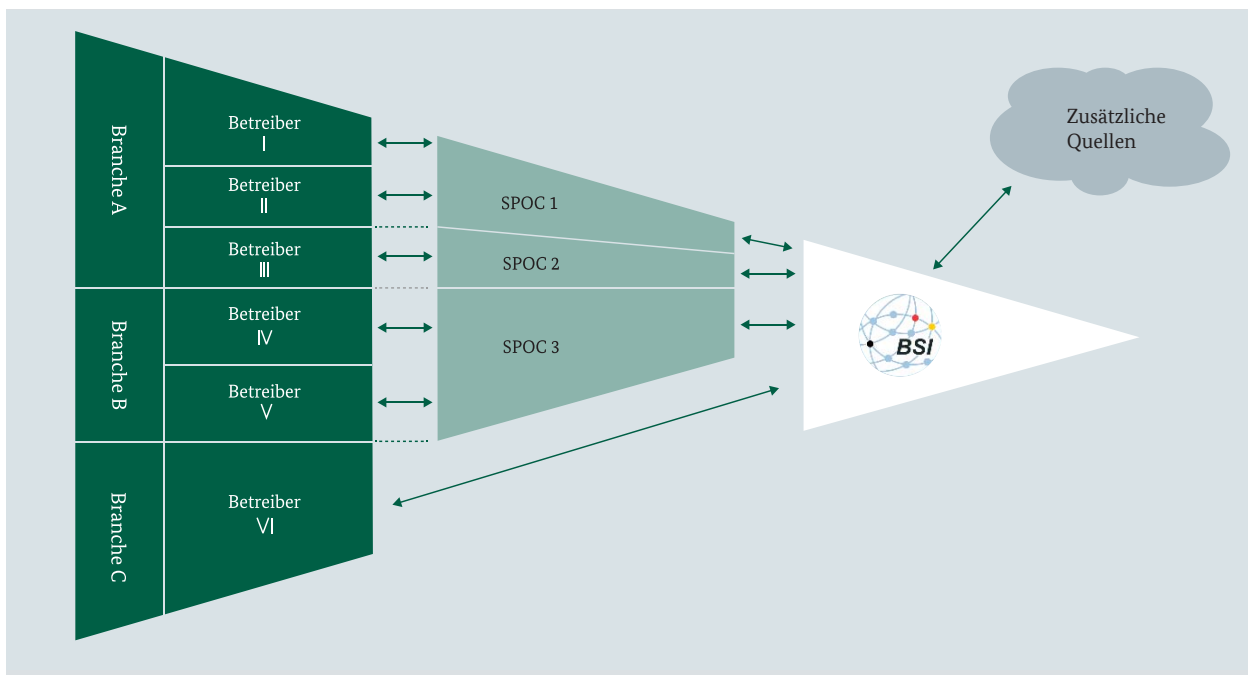 Branche A
Betreiber
I
Betreiber
II
Betreiber
III
Branche B
Betreiber
IV
Betreiber
V
Branche C
Betreiber
VI
SPOC 1
SPOC 2
SPOC 3
BSI
Zusätzliche
Quellen